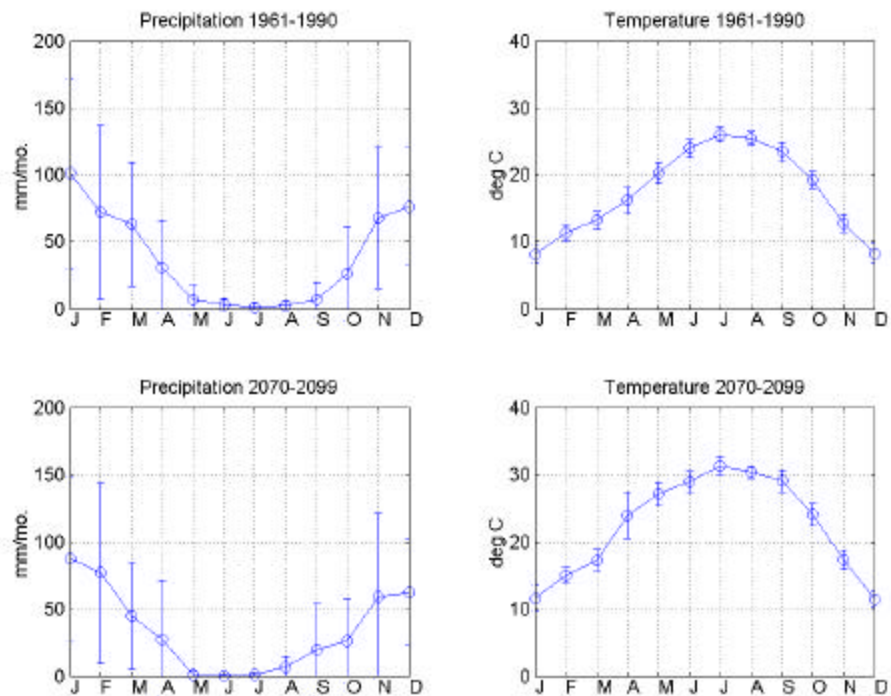 Precipitation 1961-1990
200
150
100
50
0
mm/mo.
J F M A M J J A S O N D
Temperature 1961-1990
40
30
20
10
0
deg C
J F M A M J J A S O N D
Precipitation 2070-2099
200
150
100
50
0
mm/mo.
J F M A M J J A S O N D
Temperature 2070-2099
40
30
20
10
0
deg C
J F M A M J J A S O N D